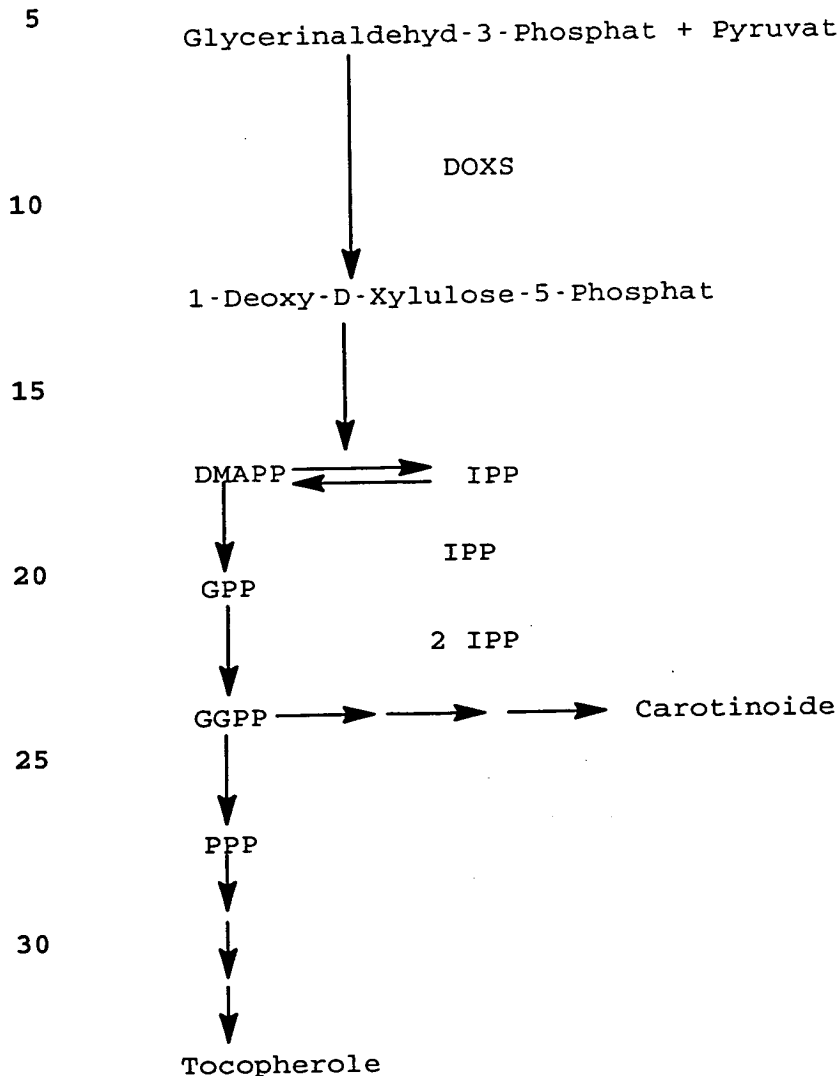 5
Glycerinaldehyd-3-Phosphat + Pyruvat
DOXS
10
1-Deoxy-D-Xylulose-5-Phosphat
15
DMAPP IPP
IPP
20
GPP
2 IPP
GGPP Carotinoide
25
PPP
30
Tocopherole